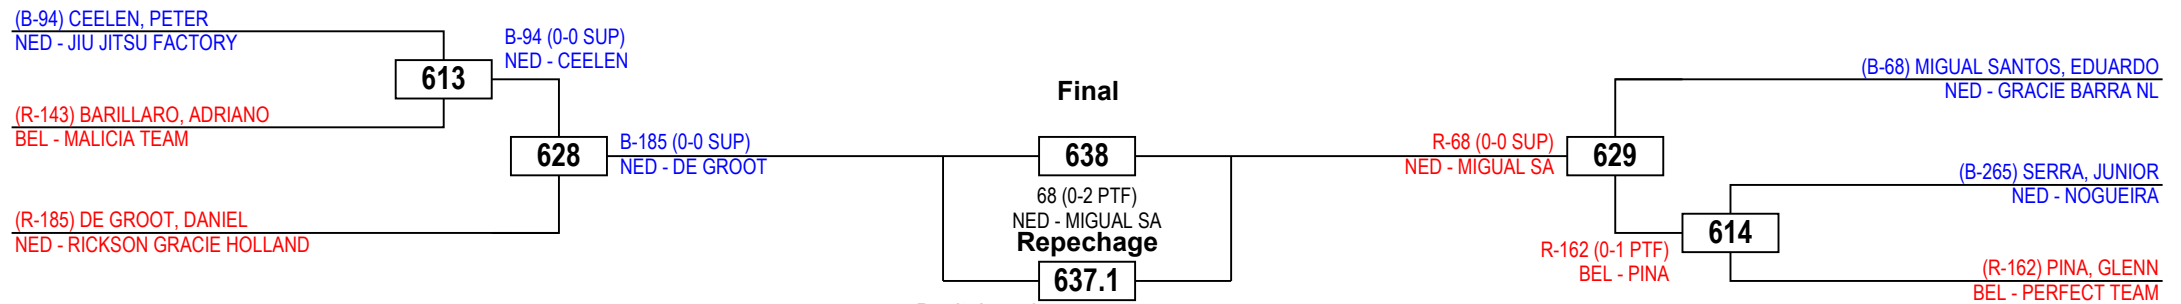 (B-94) CEELEN, PETER
NED - JIU JITSU FACTORY
613
(R-143) BARILLARO, ADRIANO
BEL - MALICIA TEAM
B-94 (0-0 SUP)
NED - CEELEN
628
(R-185) DE GROOT, DANIEL
NED - RICKSON GRACIE HOLLAND
B-185 (0-0 SUP)
NED - DE GROOT
Final
638
68 (0-2 PTF)
NED - MIGUAL SA
Repechage
637.1
R-68 (0-0 SUP)
NED - MIGUAL SA
629
(B-68) MIGUAL SANTOS, EDUARDO
NED - GRACIE BARRA NL
(B-265) SERRA, JUNIOR
NED - NOGUEIRA
614
R-162 (0-1 PTF)
BEL - PINA
(R-162) PINA, GLENN
BEL - PERFECT TEAM